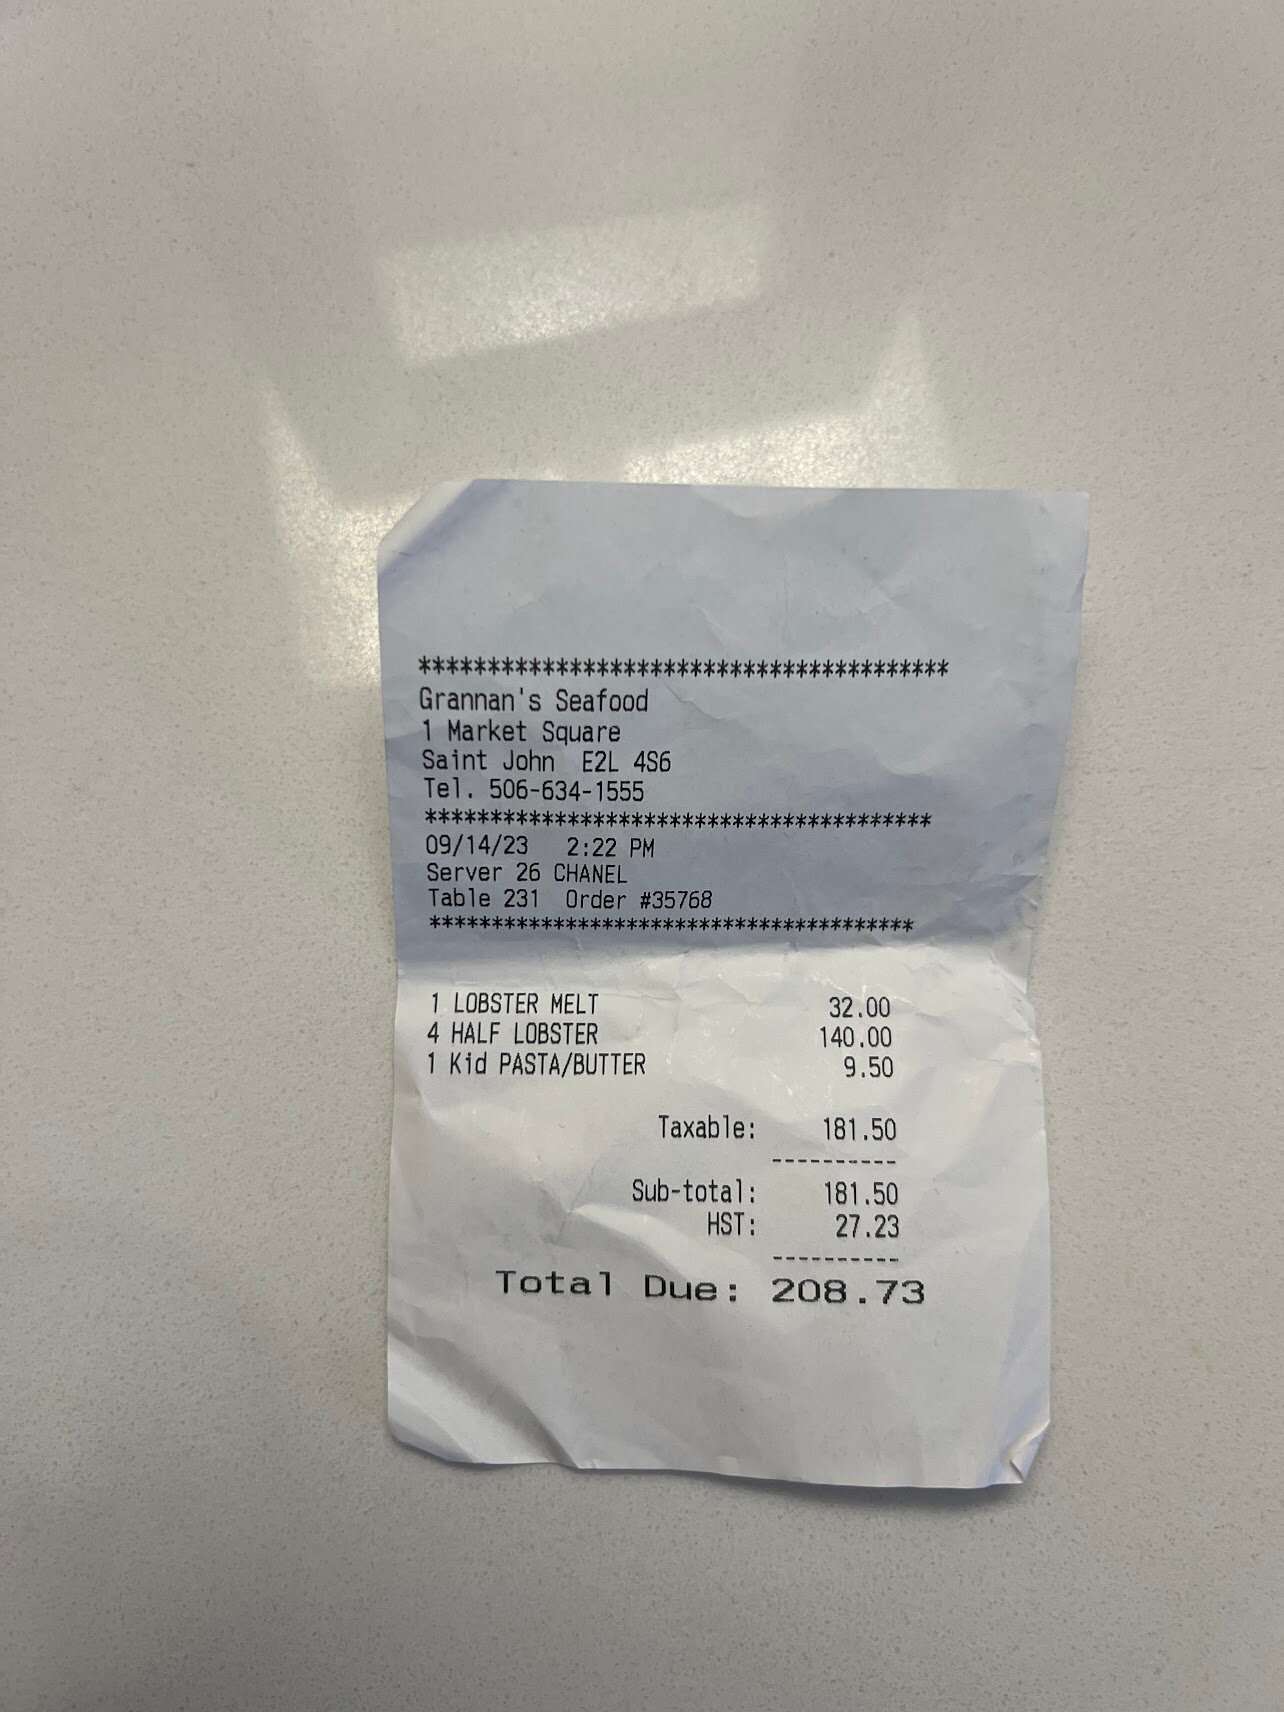 ***************************************
Grannan's Seafood
1 Market Square
Saint John  E2L 4S6
Tel. 506-634-1555
***************************************
09/14/23   2:22 PM
Server 26 CHANEL
Table 231  Order #35768
***************************************
1 LOBSTER MELT 32.00
4 HALF LOBSTER 140.00
1 Kid PASTA/BUTTER 9.50
Taxable: 181.50
----------
Sub-total: 181.50
HST: 27.23
----------
Total Due: 208.73